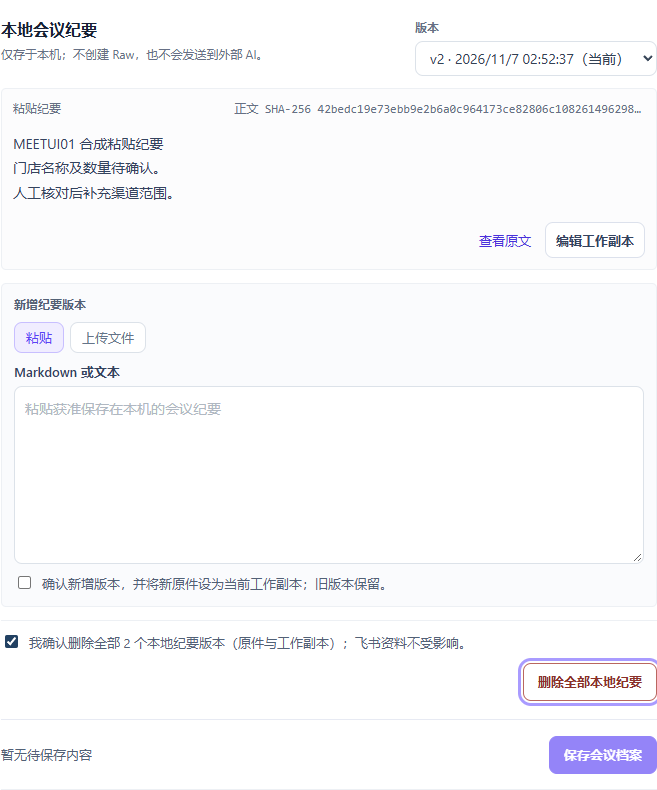 本地会议纪要
仅存于本机；不创建 Raw，也不会发送到外部 AI。
版本
v2 · 2026/11/7 02:52:37（当前）
粘贴纪要
正文 SHA-256 42bedc19e73ebb9e2b6a0c964173ce82806c108261496298…
MEETUI01 合成粘贴纪要
门店名称及数量待确认。
人工核对后补充渠道范围。
查看原文
编辑工作副本
新增纪要版本
粘贴
上传文件
Markdown 或文本
粘贴获准保存在本机的会议纪要
确认新增版本，并将新原件设为当前工作副本；旧版本保留。
我确认删除全部 2 个本地纪要版本（原件与工作副本）；飞书资料不受影响。
删除全部本地纪要
暂无待保存内容
保存会议档案